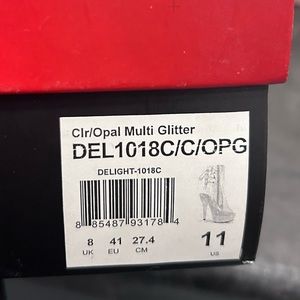 Clr/Opal Multi Glitter
DEL1018C/C/OPG
DELIGHT-1018C
8 85487 93178 4
8 41 27.4 11
UK EU CM US